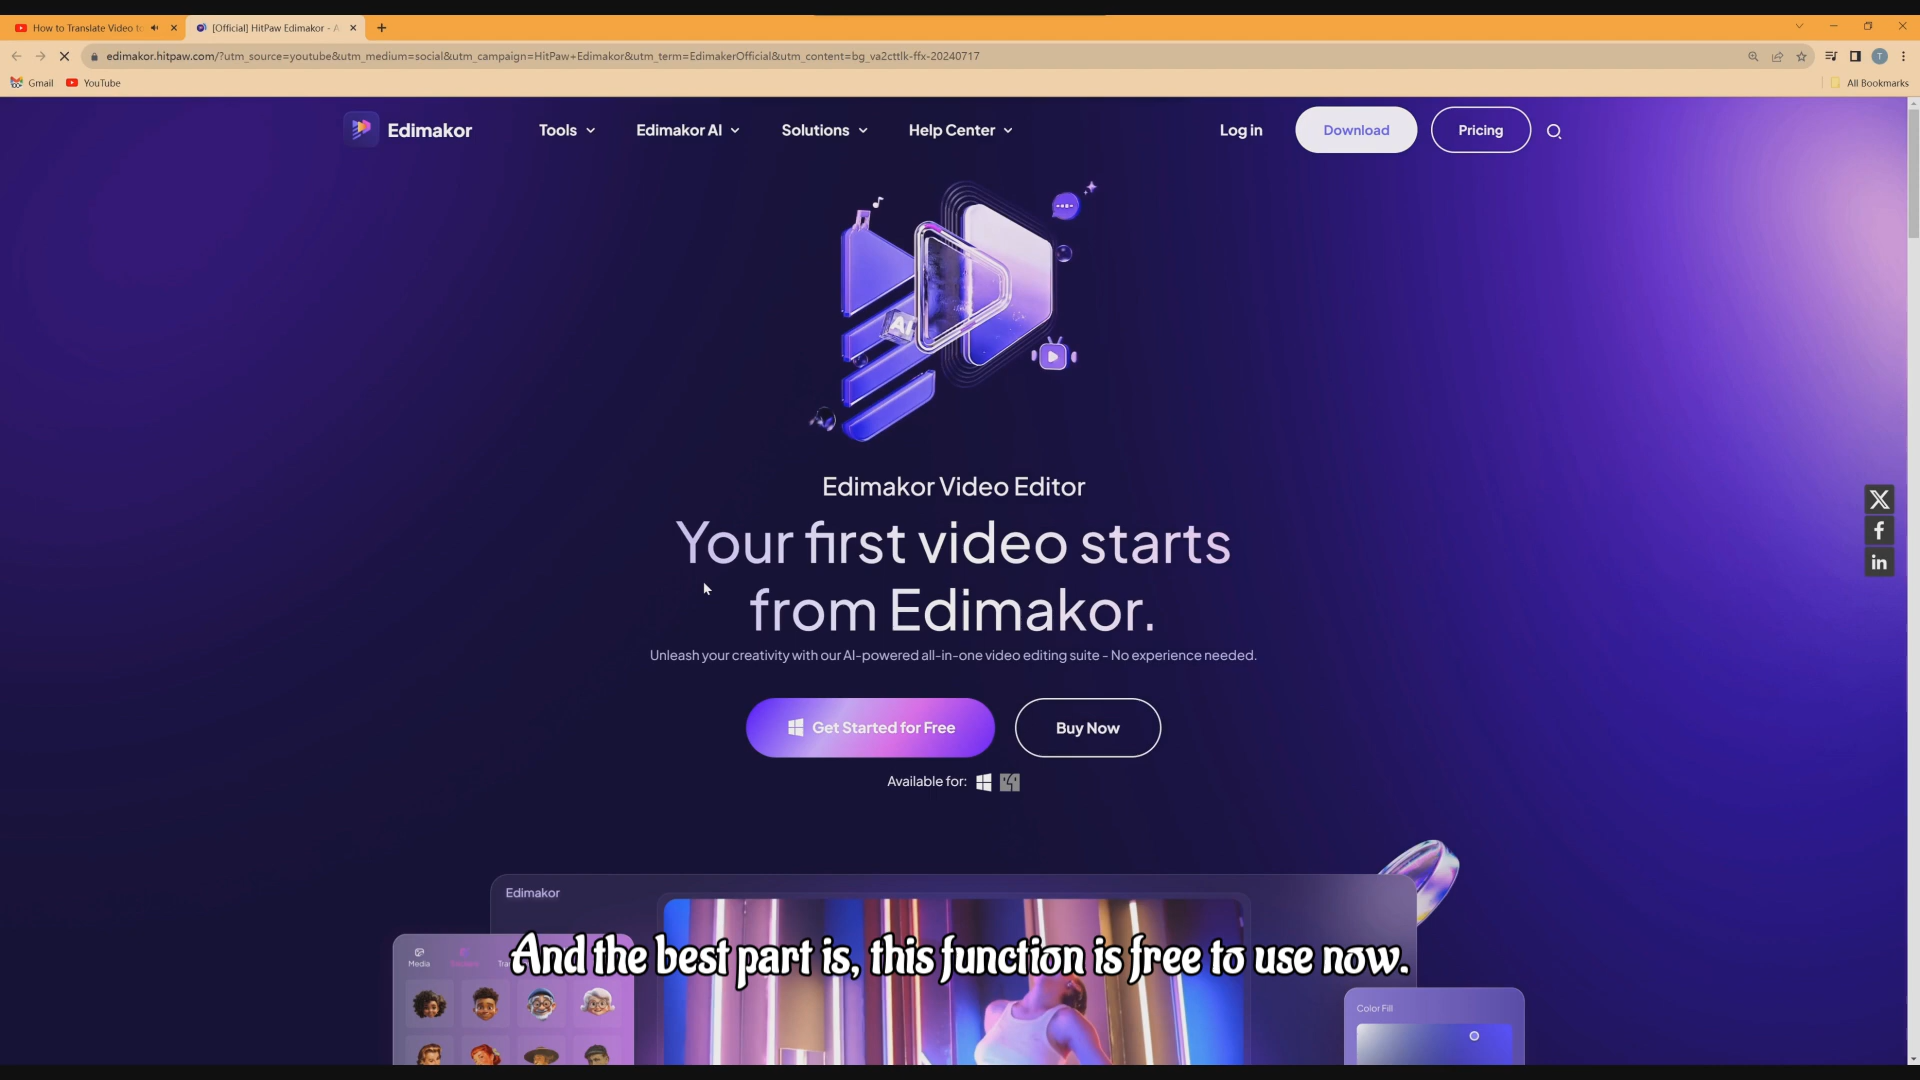 How to Translate Video to
[Official] HitPaw Edimakor - A
edimakor.hitpaw.com/?utm_source=youtube&utm_medium=social&utm_campaign=HitPaw+Edimakor&utm_term=EdimakerOfficial&utm_content=bg_va2cttlk-ffx-20240717
T
Gmail
YouTube
All Bookmarks
Edimakor
Tools
Edimakor AI
Solutions
Help Center
Log in
Download
Pricing
AI
Edimakor Video Editor
Your first video starts
from Edimakor.
Unleash your creativity with our AI-powered all-in-one video editing suite - No experience needed.
Get Started for Free
Buy Now
Available for:
Edimakor
Media
And the best part is, this function is free to use now.
Color Fill